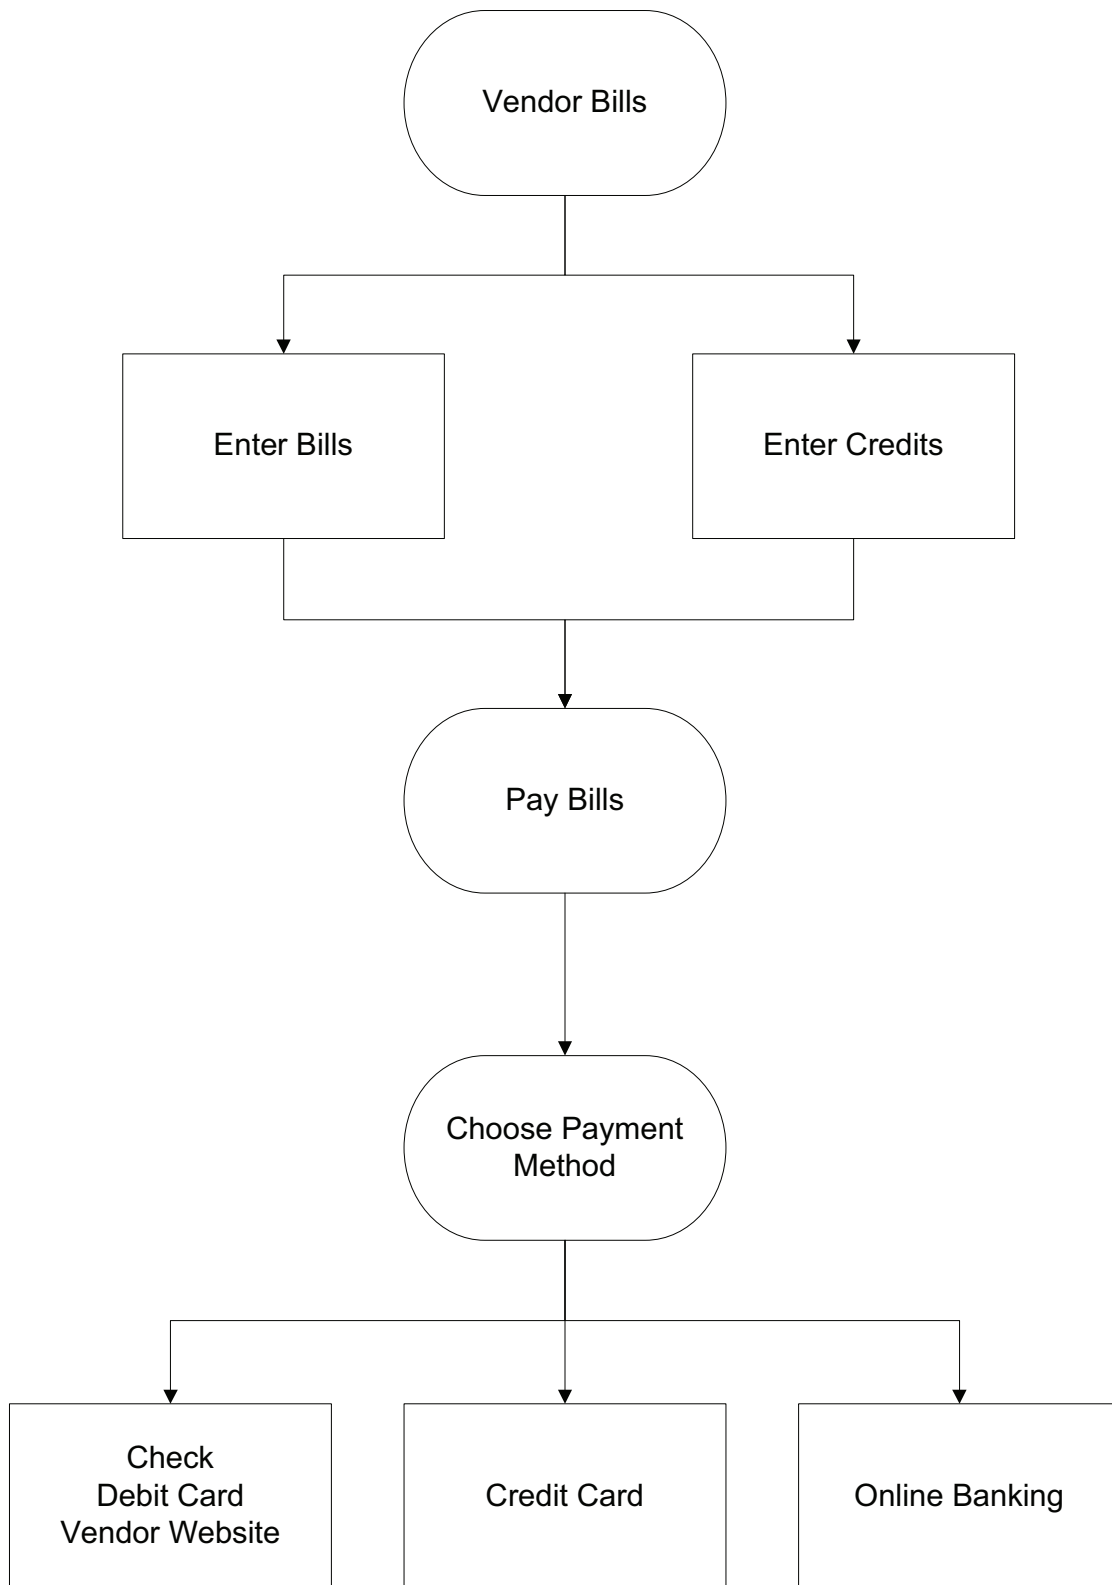 Vendor Bills
Enter Bills
Enter Credits
Pay Bills
Choose Payment
Method
Check
Debit Card
Vendor Website
Credit Card
Online Banking